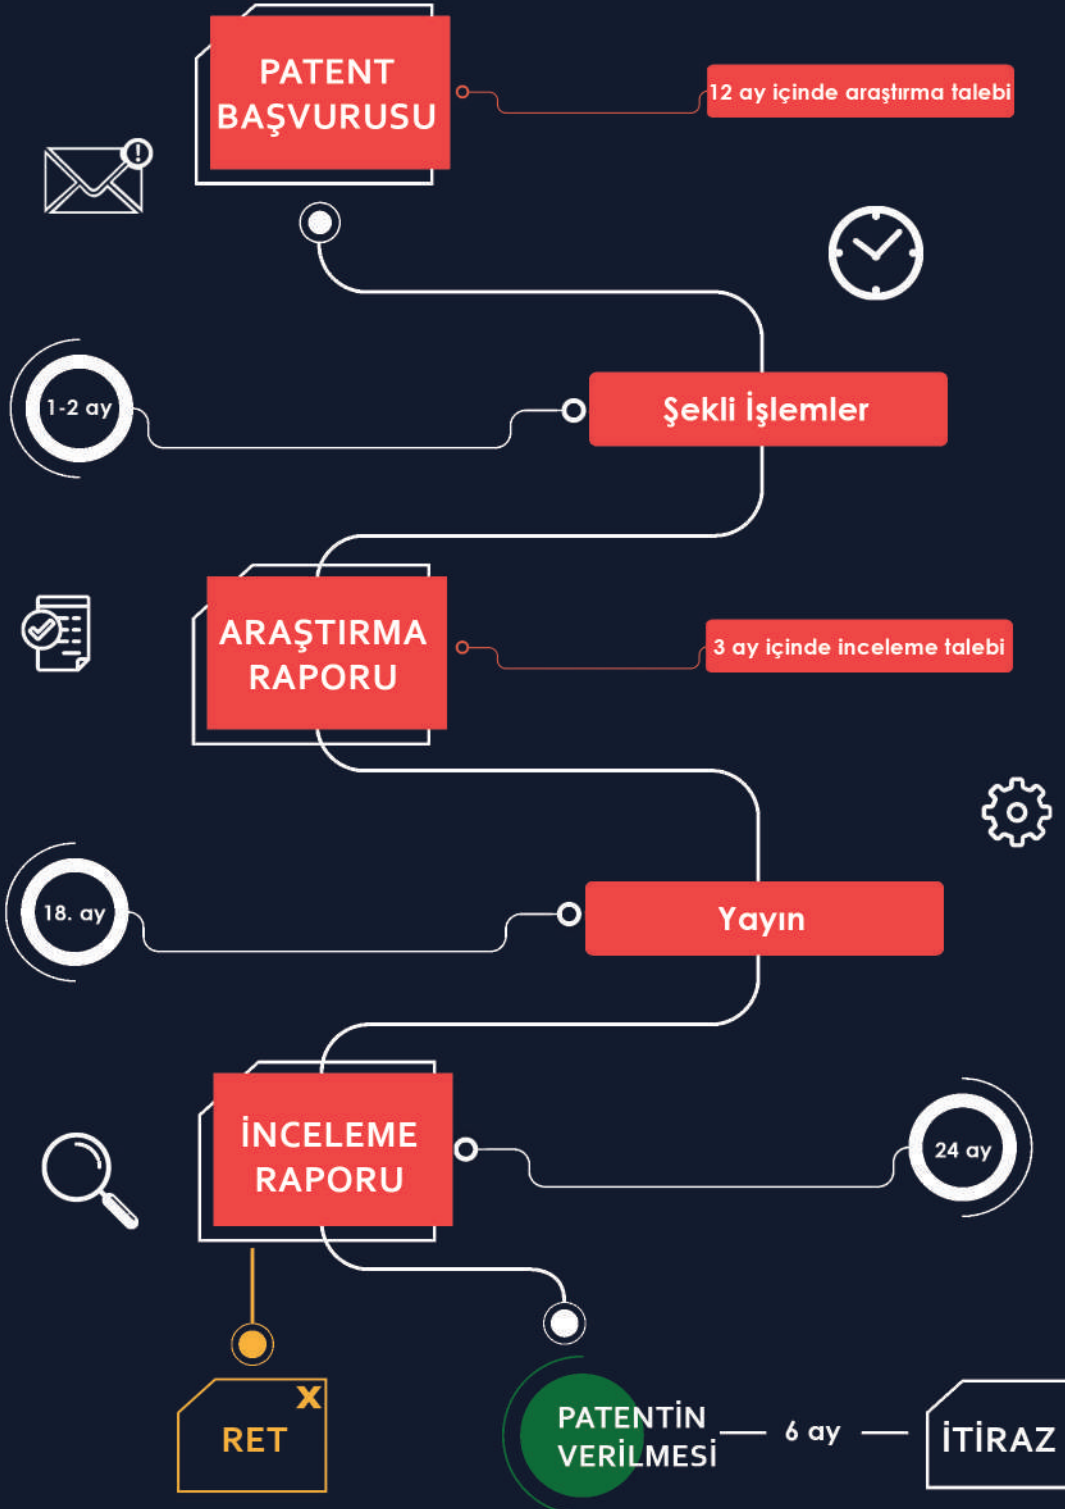 PATENT
BAŞVURUSU
12 ay içinde araştırma talebi
1-2 ay
Şekli İşlemler
ARAŞTIRMA
RAPORU
3 ay içinde inceleme talebi
18. ay
Yayın
İNCELEME
RAPORU
24 ay
X
RET
PATENTİN
VERİLMESİ
6 ay
İTİRAZ